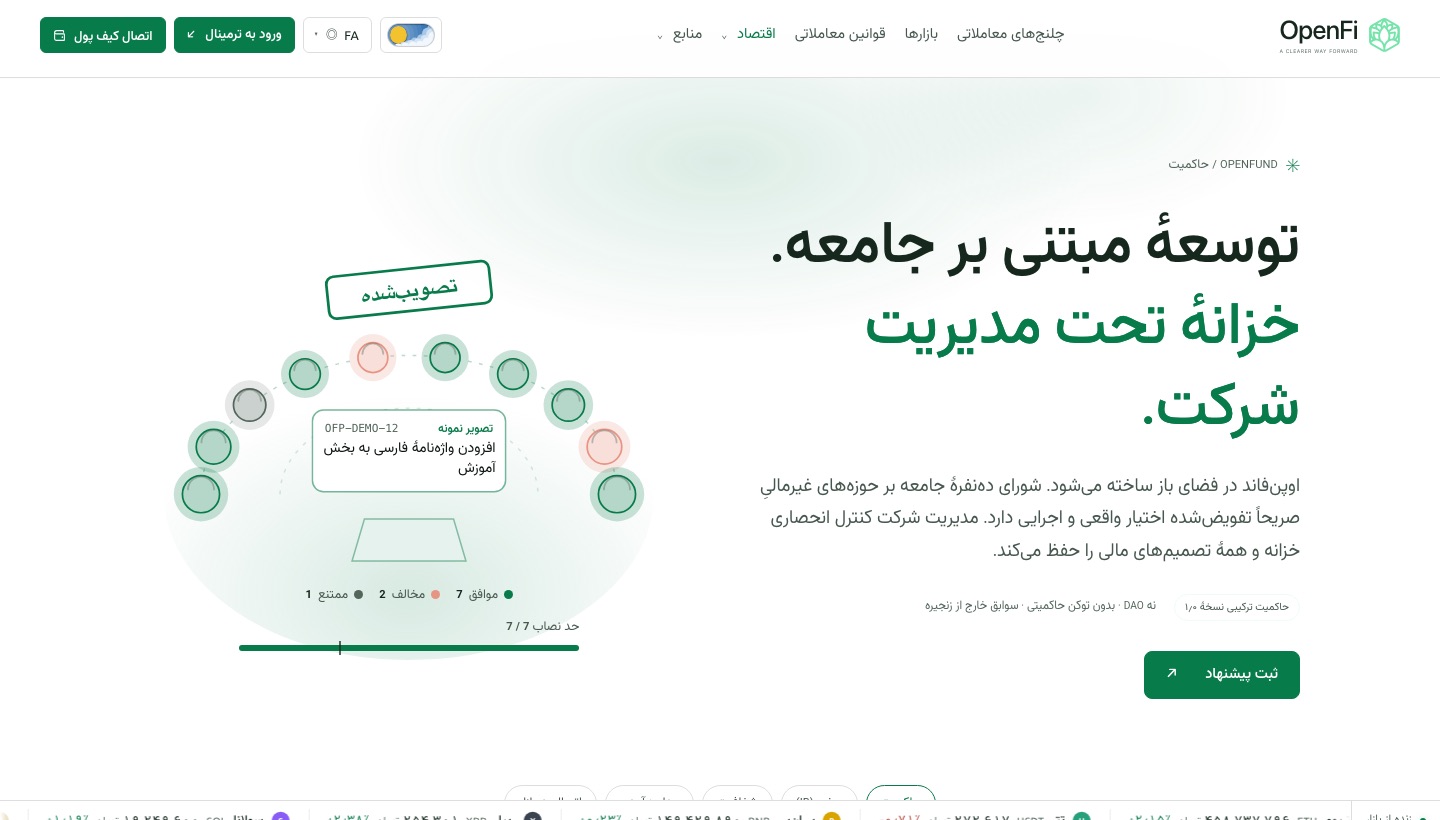 OpenFi
A CLEARER WAY FORWARD
چلنج‌های معاملاتی
قوانین معاملاتی
بازارها
اقتصاد
منابع
FA
ورود به ترمینال
اتصال کیف پول
OPENFUND / حاکمیت
توسعهٔ مبتنی بر جامعه.
خزانهٔ تحت مدیریت
شرکت.
اوپن‌فاند در فضای باز ساخته می‌شود. شورای ده‌نفرهٔ جامعه بر حوزه‌های غیرمالیِ
صریحاً تفویض‌شده اختیار واقعی و اجرایی دارد. مدیریت شرکت کنترل انحصاری
خزانه و همهٔ تصمیم‌های مالی را حفظ می‌کند.
حاکمیت ترکیبی نسخهٔ ۱٫۰
نه DAO · بدون توکن حاکمیتی · سوابق خارج از زنجیره
ثبت پیشنهاد
تصویب‌شده
تصویر نمونه
OFP-DEMO-12
افزودن واژه‌نامهٔ فارسی به بخش
آموزش
موافق 7
مخالف 2
ممتنع 1
حد نصاب 7 / 7